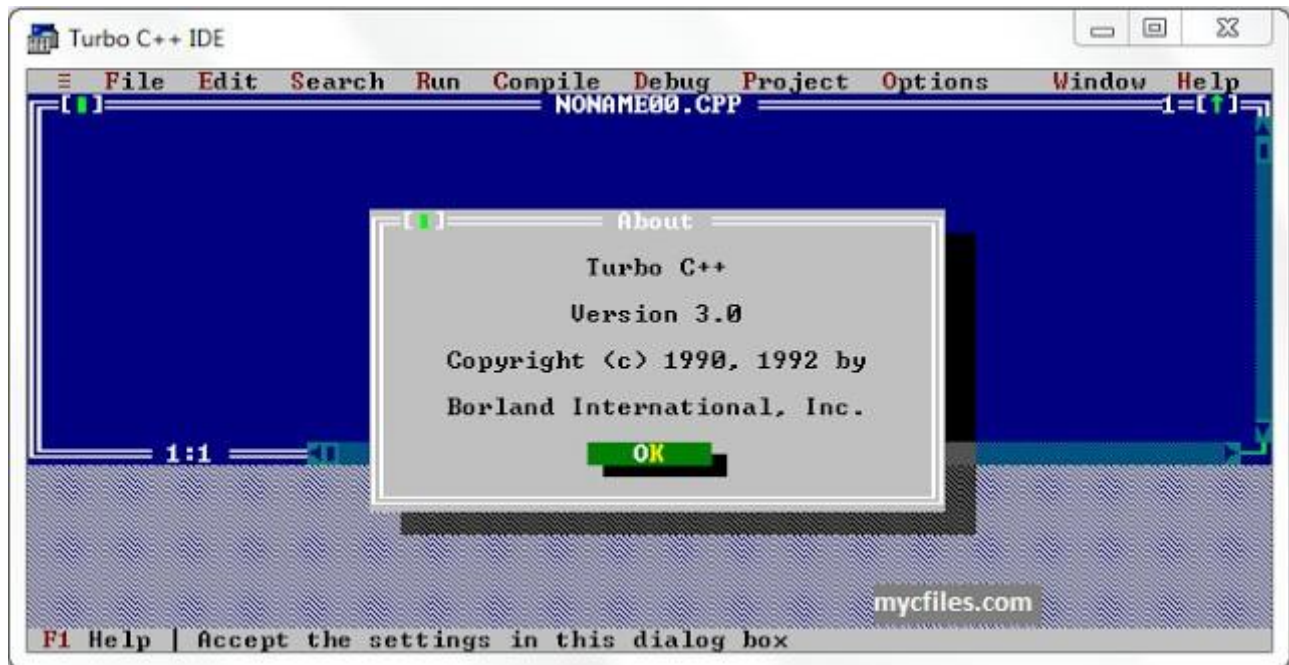 Turbo C++ IDE
≡ File Edit Search Run Compile Debug Project Options Window Help
[■] NONAME00.CPP 1=[↑]
[■] About
Turbo C++
Version 3.0
Copyright (c) 1990, 1992 by
Borland International, Inc.
1:1
OK
mycfiles.com
F1 Help | Accept the settings in this dialog box